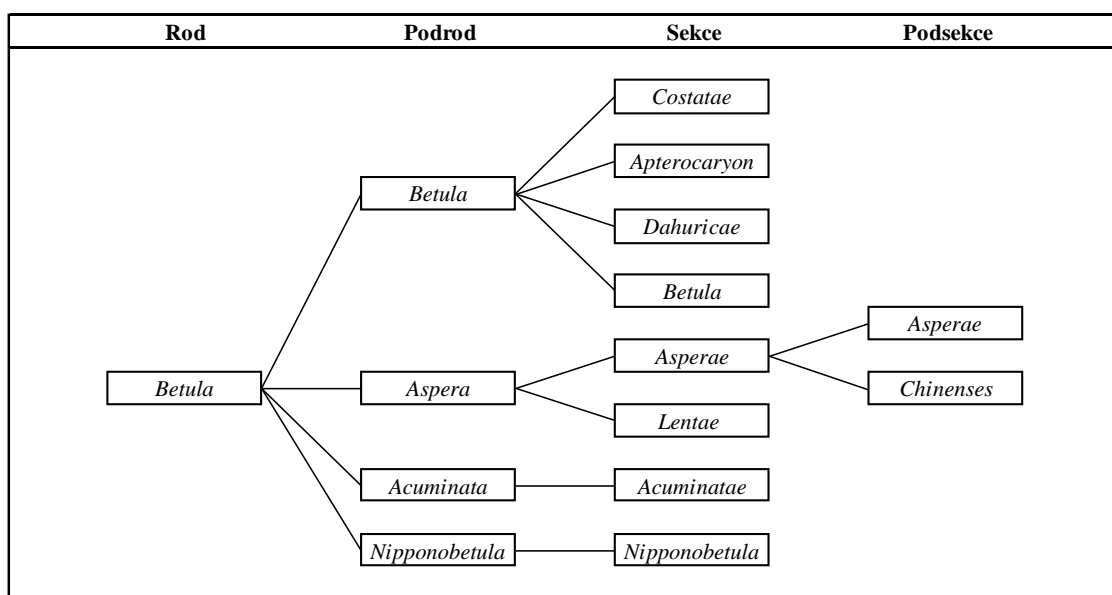 Rod Podrod Sekce Podsekce
Costatae
Apterocaryon
Betula
Dahuricae
Betula
Asperae
Asperae
Betula
Aspera
Chinenses
Lentae
Acuminata
Acuminatae
Nipponobetula
Nipponobetula